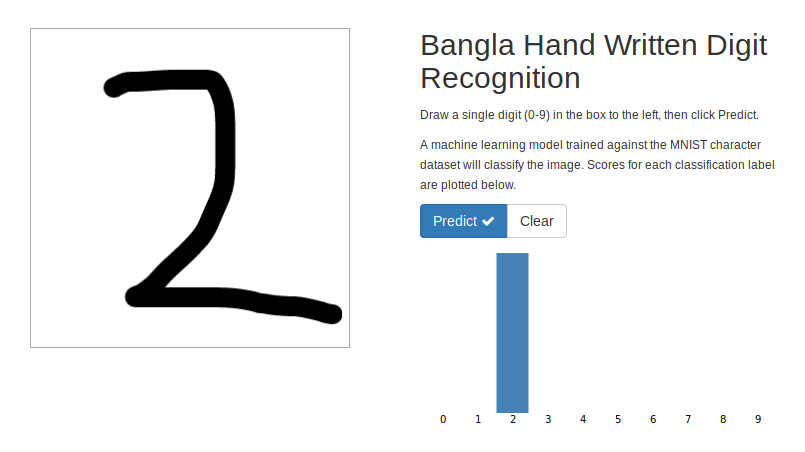 2
Bangla Hand Written Digit
Recognition
Draw a single digit (0-9) in the box to the left, then click Predict.
A machine learning model trained against the MNIST character
dataset will classify the image. Scores for each classification label
are plotted below.
Predict Clear
0 1 2 3 4 5 6 7 8 9